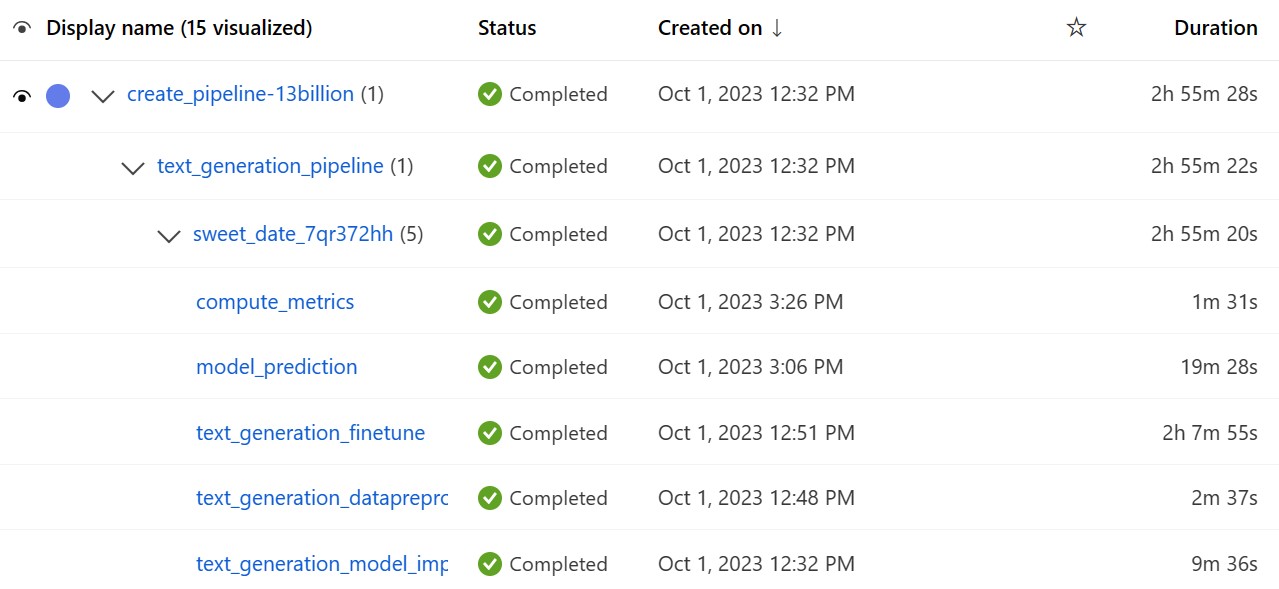 Display name (15 visualized) Status Created on ↓ Duration
create_pipeline-13billion (1) Completed Oct 1, 2023 12:32 PM 2h 55m 28s
text_generation_pipeline (1) Completed Oct 1, 2023 12:32 PM 2h 55m 22s
sweet_date_7qr372hh (5) Completed Oct 1, 2023 12:32 PM 2h 55m 20s
compute_metrics Completed Oct 1, 2023 3:26 PM 1m 31s
model_prediction Completed Oct 1, 2023 3:06 PM 19m 28s
text_generation_finetune Completed Oct 1, 2023 12:51 PM 2h 7m 55s
text_generation_dataprepro Completed Oct 1, 2023 12:48 PM 2m 37s
text_generation_model_imp Completed Oct 1, 2023 12:32 PM 9m 36s